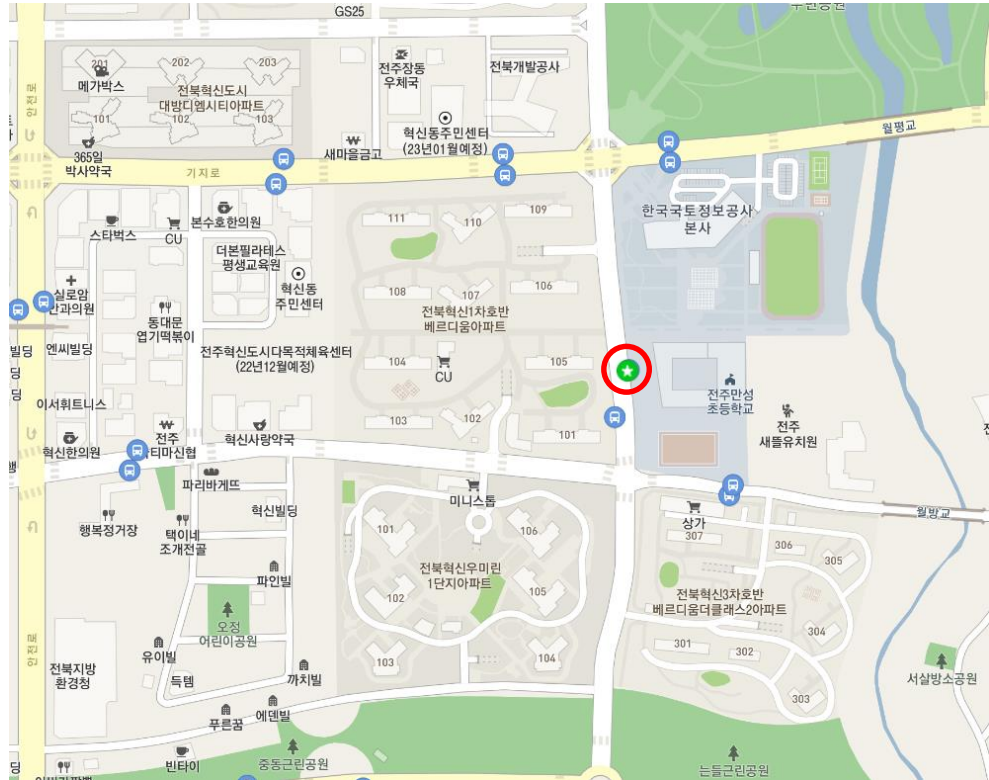 GS25
201
202
203
메가박스
전북혁신도시
대방디엠시티아파트
101
102
103
365일
박사약국
안전로
전주장동
우체국
전북개발공사
혁신동주민센터
(23년01월예정)
새마을금고
기지로
월평교
한국국토정보공사
본사
스타벅스
CU
본수호한의원
더본필라테스
평생교육원
혁신동
주민센터
111
110
109
108
107
106
전북혁신1차호반
베르디움아파트
실로암
안과의원
동대문
엽기떡볶이
빌딩
엔씨빌딩
딩
전주혁신도시다목적체육센터
(22년12월예정)
104
CU
105
전주만성
초등학교
딩
이서휘트니스
103
102
101
전주
새뜰유치원
혁신한의원
전주
티마신협
혁신사랑약국
파리바게뜨
행복정거장
택이네
조개전골
혁신빌딩
미니스톱
월방교
상가
307
306
305
101
106
전북혁신우미린
1단지아파트
102
105
파인빌
전북혁신3차호반
베르디움더클래스2아파트
304
오정
어린이공원
301
302
안전로
유이빌
103
104
전북지방
환경청
득템
까치빌
303
서살방소공원
푸른꿈
에덴빌
딩
빈타이
중동근린공원
는들근린공원